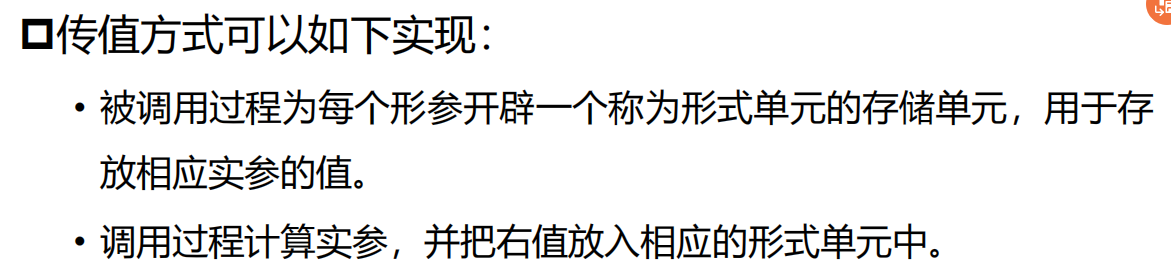 传值方式可以如下实现：
• 被调用过程为每个形参开辟一个称为形式单元的存储单元，用于存
放相应实参的值。
• 调用过程计算实参，并把右值放入相应的形式单元中。